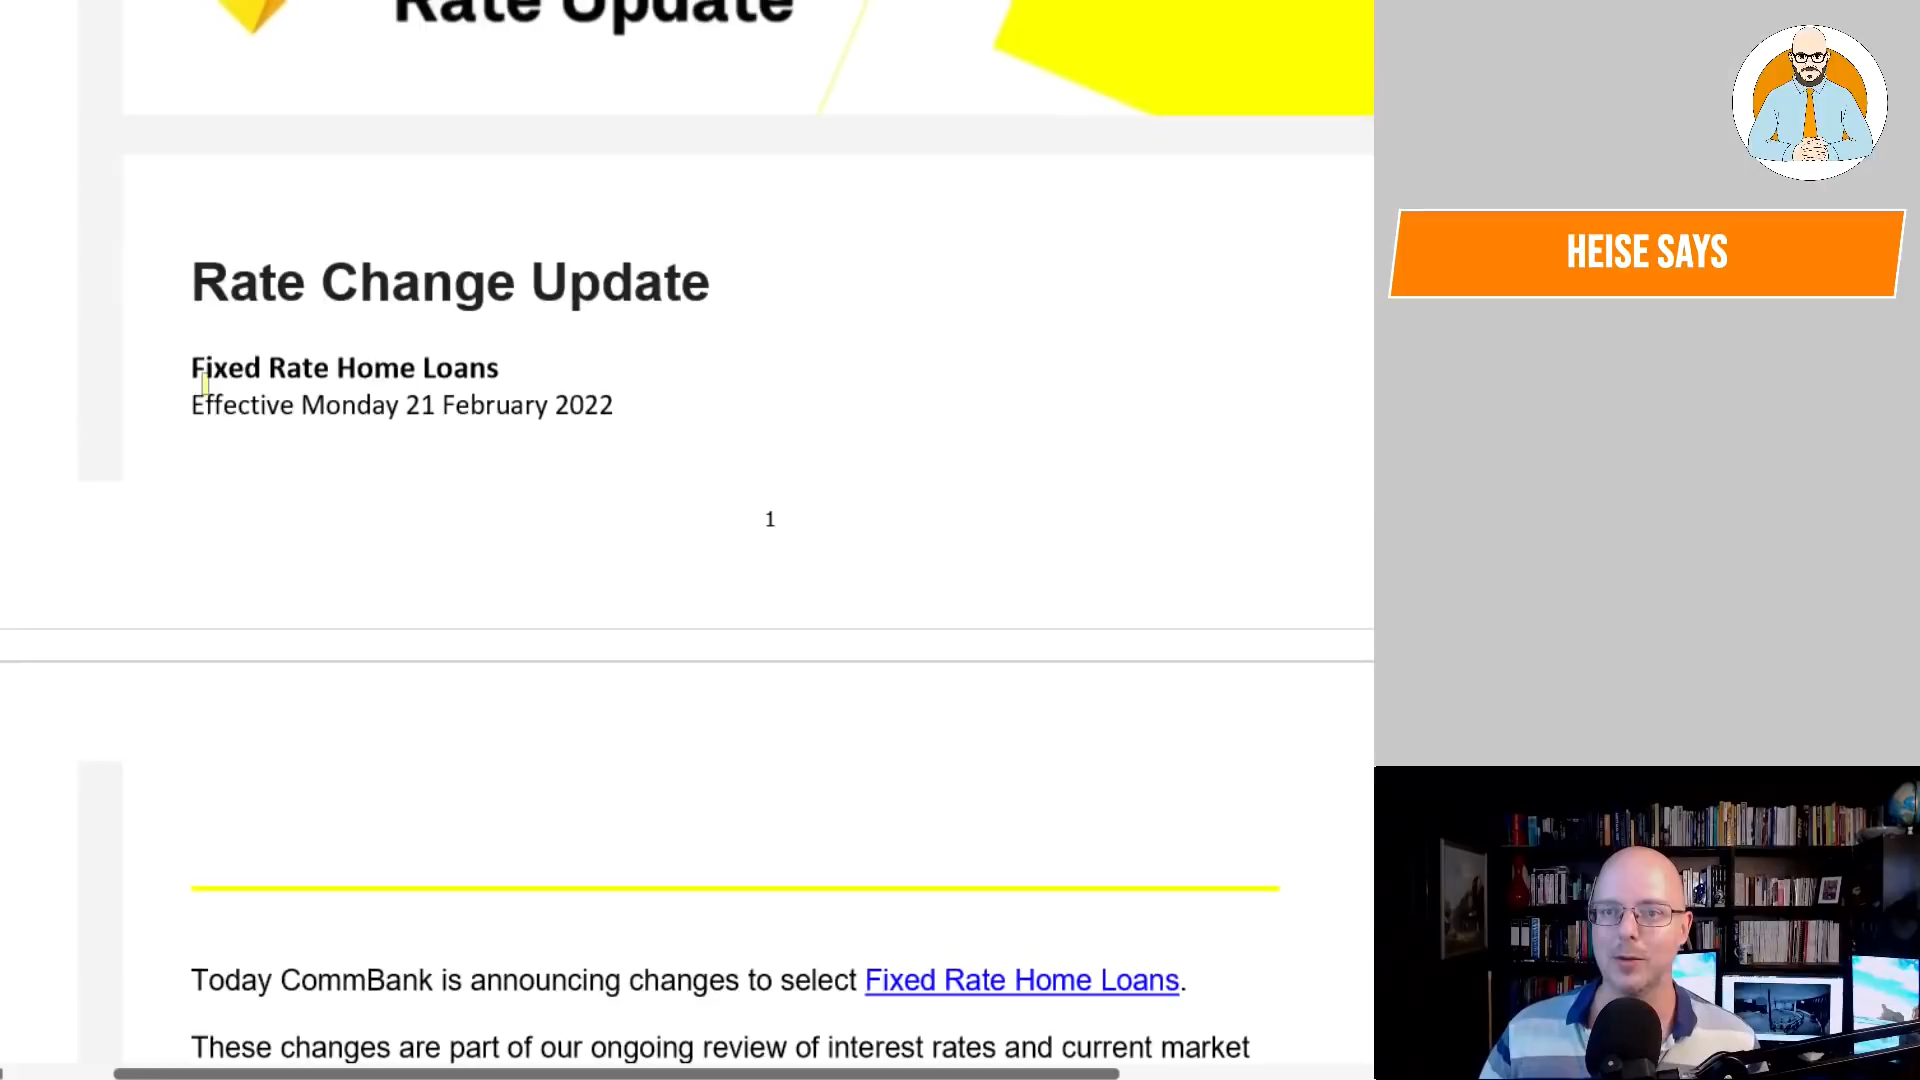 Rate Update
HEISE SAYS
Rate Change Update
Fixed Rate Home Loans
Effective Monday 21 February 2022
1
Today CommBank is announcing changes to select Fixed Rate Home Loans.
These changes are part of our ongoing review of interest rates and current market